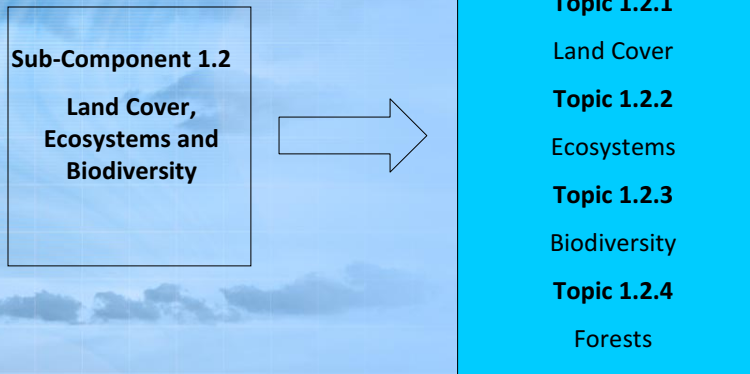 Sub-Component 1.2
Land Cover,
Ecosystems and
Biodiversity
Topic 1.2.1
Land Cover
Topic 1.2.2
Ecosystems
Topic 1.2.3
Biodiversity
Topic 1.2.4
Forests